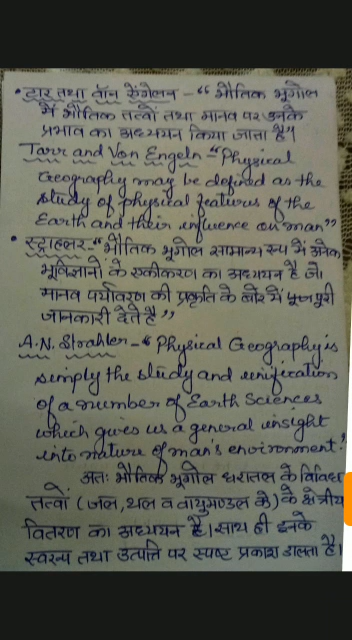 • टार तथा वॉन एंगेलन - “भौतिक भूगोल
में भौतिक तत्वों तथा मानव पर उनके
प्रभाव का अध्ययन किया जाता है”।
Tarr and Von Engeln - “Physical
Geography may be defined as the
study of physical features of the
Earth and their influence on man”
• स्ट्राहलर - “भौतिक भूगोल सामान्य रूप में अनेक
भूविज्ञानों के एकीकरण का अध्ययन है जो
मानव पर्यावरण की प्रकृति के बारे में
जानकारी देते है”
A.N. Strahler - “Physical Geography is
simply the study and unification
of a number of Earth Sciences
which gives us a general insight
into nature of man's environment.”
अतः भौतिक भूगोल धरातल के विविध
तत्वों (जल, थल व वायुमण्डल के) के क्षेत्रीय
वितरण का अध्ययन है। साथ ही इनके
स्वरूप तथा उत्पत्ति पर स्पष्ट प्रकाश डालता है।